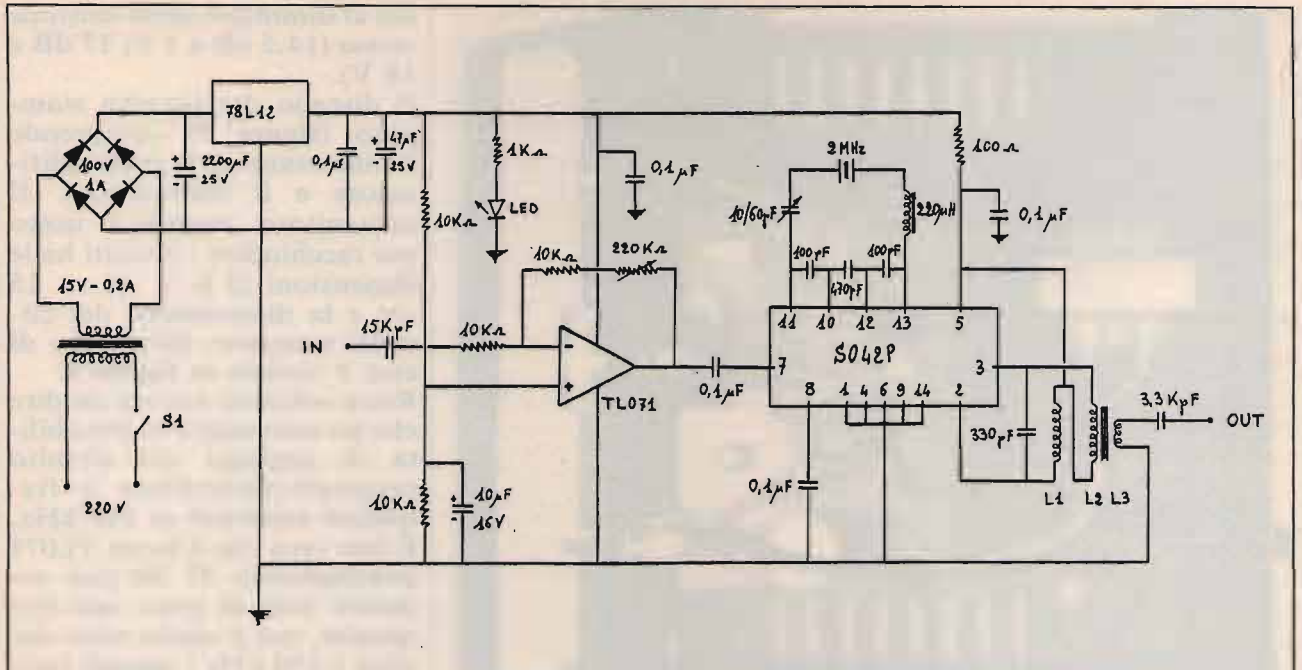 78L12
100V
1A
+
2200µF
-
25V
0,1µF
+
47µF
25V
15V - 0,2A
S1
220V
10KΩ
1KΩ
LED
0,1µF
10KΩ
220KΩ
IN
15KpF
10KΩ
-
+
TL071
0,1µF
10KΩ
+
10µF
-
16V
2MHz
10/60pF
220µH
100pF
470pF
100pF
100Ω
0,1µF
11 10 12 13 5
7
S042P
3
8 1 4 6 9 14 2
0,1µF
330pF
L1 L2 L3
3,3KpF
OUT